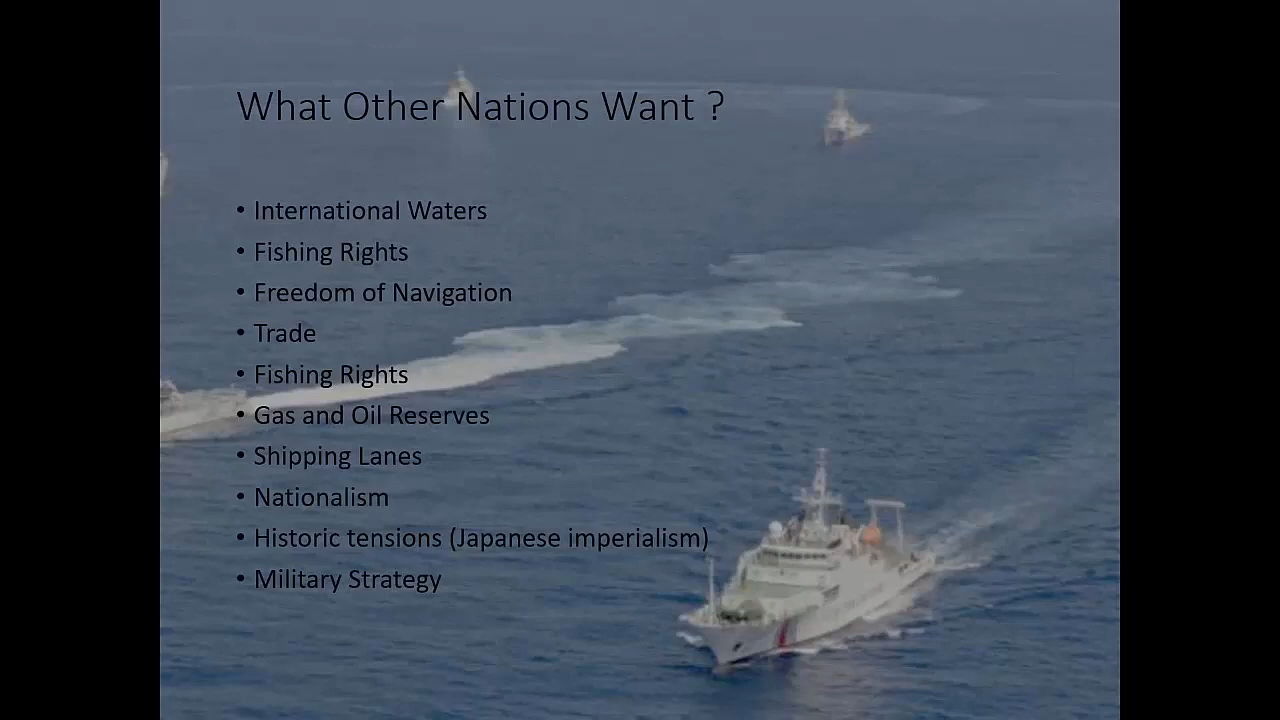 What Other Nations Want ?
• International Waters
• Fishing Rights
• Freedom of Navigation
• Trade
• Fishing Rights
• Gas and Oil Reserves
• Shipping Lanes
• Nationalism
• Historic tensions (Japanese imperialism)
• Military Strategy